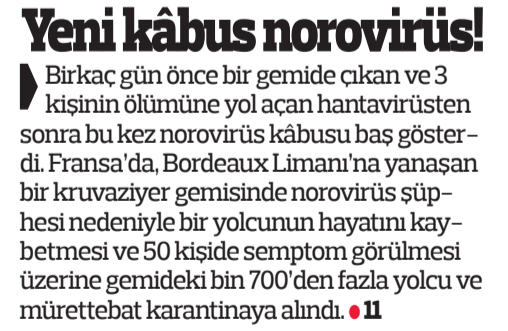 Yeni kâbus norovirüs!
Birkaç gün önce bir gemide çıkan ve 3
kişinin ölümüne yol açan hantavirüsten
sonra bu kez norovirüs kâbusu baş göster-
di. Fransa'da, Bordeaux Limanı'na yanaşan
bir kruvaziyer gemisinde norovirüs şüp-
hesi nedeniyle bir yolcunun hayatını kay-
betmesi ve 50 kişide semptom görülmesi
üzerine gemideki bin 700'den fazla yolcu ve
mürettebat karantinaya alındı. ● 11